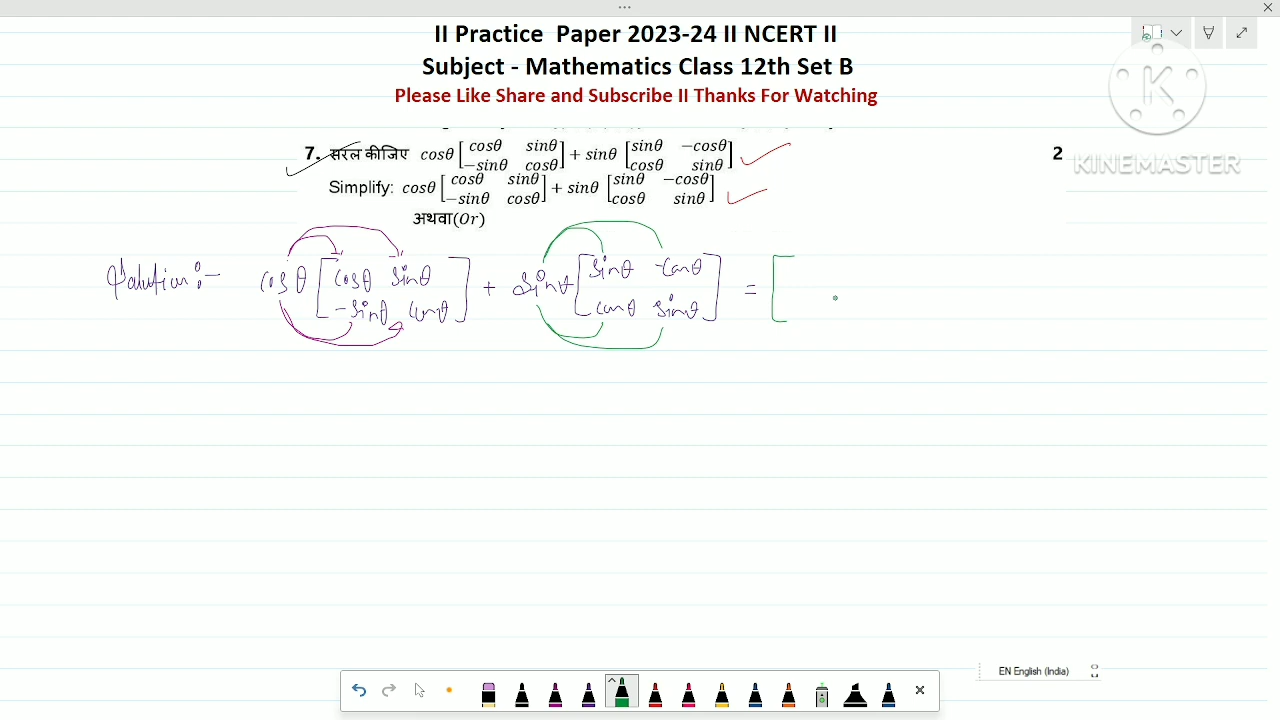 II Practice Paper 2023-24 II NCERT II
Subject - Mathematics Class 12th Set B
Please Like Share and Subscribe II Thanks For Watching
K
KINEMASTER
7. सरल कीजिए cosθ [cosθ sinθ -sinθ cosθ] + sinθ [sinθ -cosθ cosθ sinθ] 2
Simplify: cosθ [cosθ sinθ -sinθ cosθ] + sinθ [sinθ -cosθ cosθ sinθ]
अथवा(Or)
Solution:- cosθ [cosθ sinθ -sinθ cosθ] + sinθ [sinθ -cosθ cosθ sinθ] = [
EN English (India)